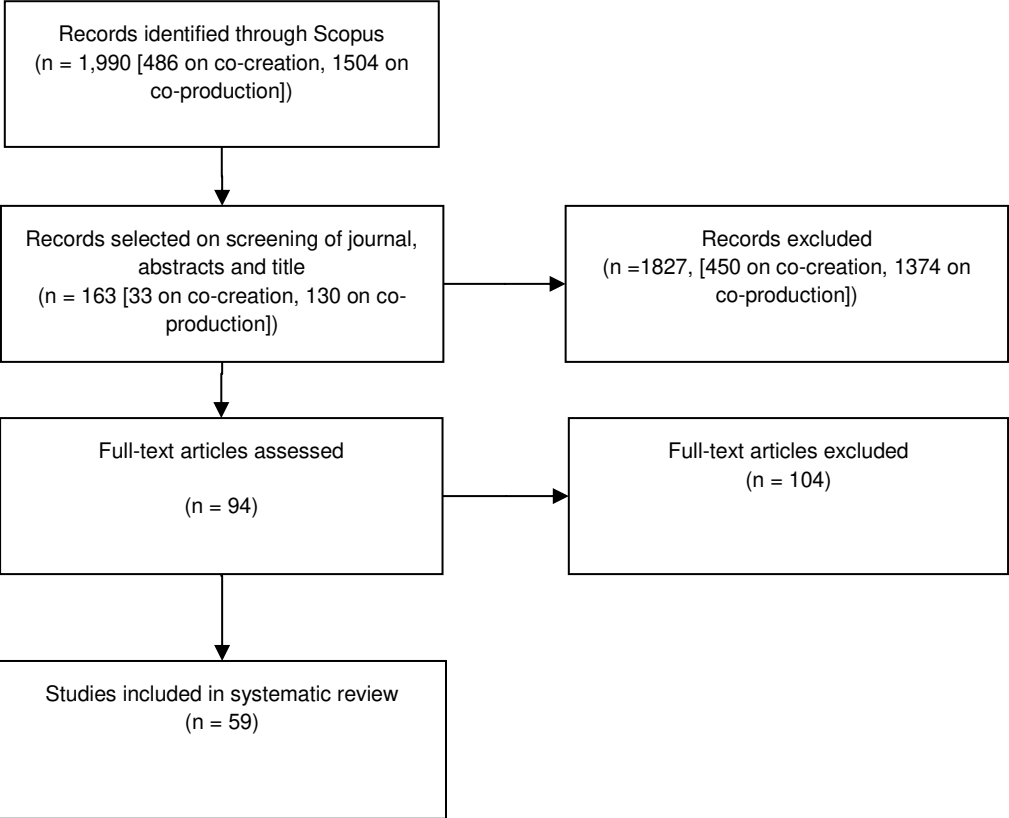 Records identified through Scopus
(n = 1,990 [486 on co-creation, 1504 on
co-production])
Records selected on screening of journal,
abstracts and title
(n = 163 [33 on co-creation, 130 on co-
production])
Records excluded
(n =1827, [450 on co-creation, 1374 on
co-production])
Full-text articles assessed
(n = 94)
Full-text articles excluded
(n = 104)
Studies included in systematic review
(n = 59)